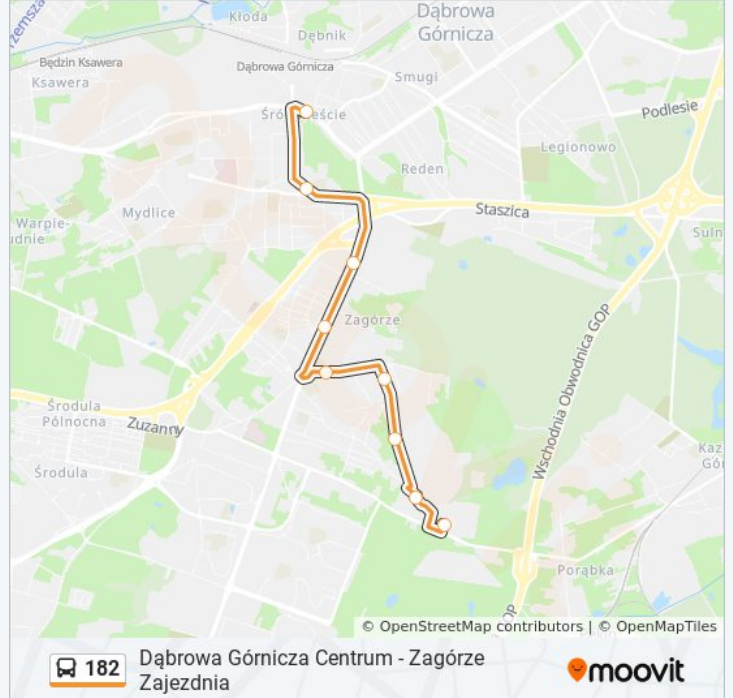 Kłoda
Dąbrowa
Górnicza
Dębnik
Będzin Ksawera
Dąbrowa Górnicza
Ksawera
Smugi
Podlesie
Legionowo
Reden
Staszica
Mydlice
Warpie-
Zagórze
Wschodnia Obwodnica GOP
Środula
Północna
Zuzanny
Środula
Porąbka
© OpenStreetMap contributors | © OpenMapTiles
182
Dąbrowa Górnicza Centrum - Zagórze
Zajezdnia
moovit